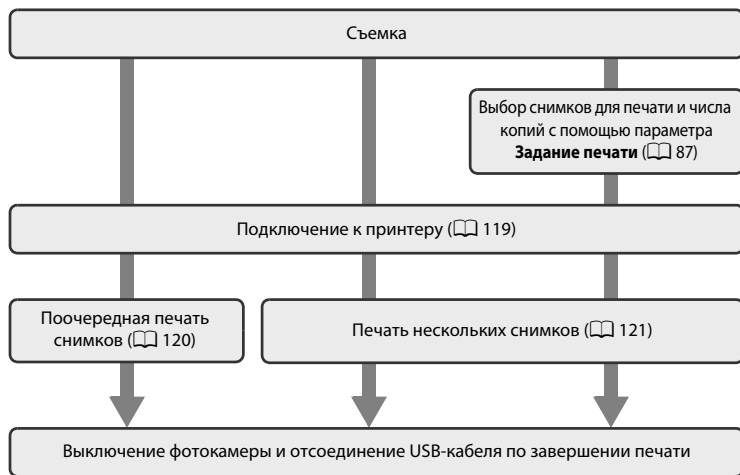 Съемка
Выбор снимков для печати и числа
копий с помощью параметра
Задание печати (📖 87)
Подключение к принтеру (📖 119)
Поочередная печать
снимков (📖 120)
Печать нескольких снимков (📖 121)
Выключение фотокамеры и отсоединение USB-кабеля по завершении печати